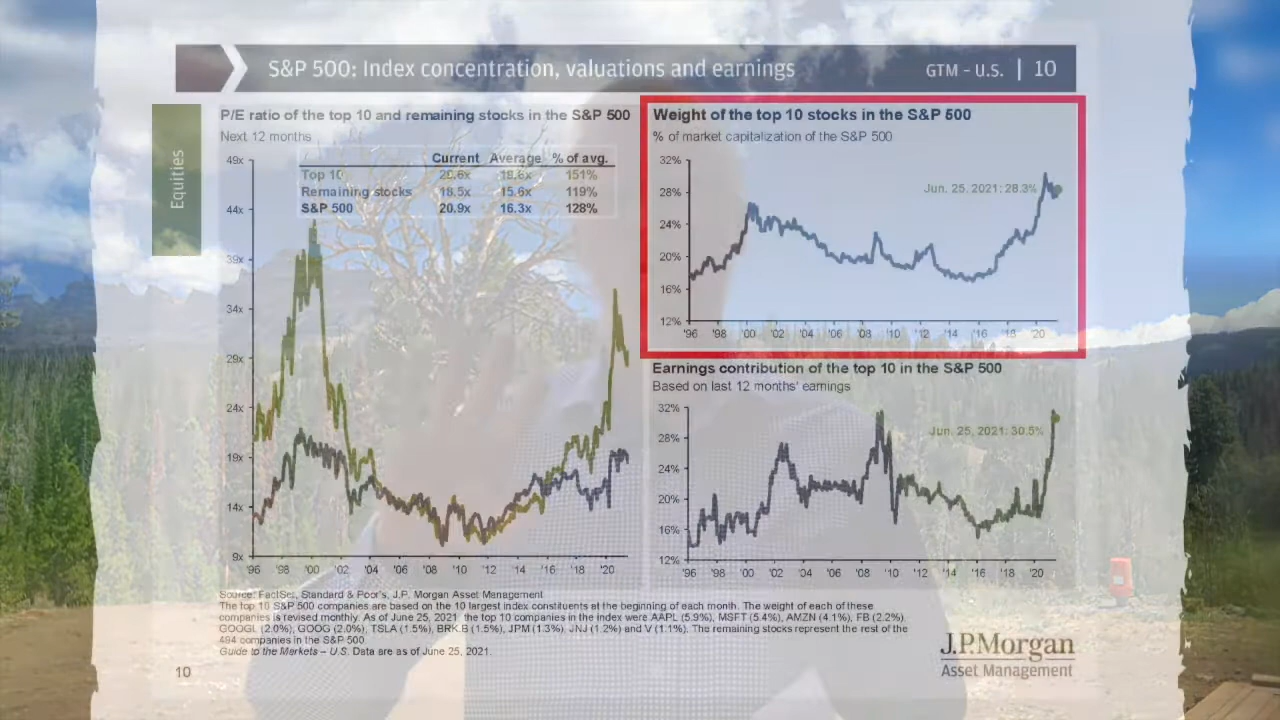 S&P 500: Index concentration, valuations and earnings
GTM – U.S. | 10
Equities
P/E ratio of the top 10 and remaining stocks in the S&P 500
Next 12 months
Current Average % of avg.
Top 10 151%
Remaining stocks 18.5x 15.6x 119%
S&P 500 20.9x 16.3x 128%
49x
44x
39x
34x
29x
24x
19x
14x
9x
'96 '98 '00 '02 '04 '06 '08 '10 '12 '14 '16 '18 '20
Weight of the top 10 stocks in the S&P 500
% of market capitalization of the S&P 500
32%
28%
24%
20%
16%
12%
Jun. 25, 2021: 28.3%
'96 '98 '00 '02 '04 '06 '08 '10 '12 '14 '16 '18 '20
Earnings contribution of the top 10 in the S&P 500
Based on last 12 months' earnings
32%
28%
24%
20%
16%
12%
Jun. 25, 2021: 30.5%
'96 '98 '00 '02 '04 '06 '08 '10 '12 '14 '16 '18 '20
Source: FactSet, Standard & Poor's, J.P. Morgan Asset Management
The top 10 S&P 500 companies are based on the 10 largest index constituents at the beginning of each month. The weight of each of these
companies is revised monthly. As of June 25, 2021, the top 10 companies in the index were AAPL (5.9%), MSFT (5.4%), AMZN (4.1%), FB (2.2%),
GOOGL (2.0%), GOOG (2.0%), TSLA (1.5%), BRK.B (1.5%), JPM (1.3%), JNJ (1.2%) and V (1.1%). The remaining stocks represent the rest of the
494 companies in the S&P 500.
Guide to the Markets – U.S. Data are as of June 25, 2021.
10
J.P.Morgan
Asset Management